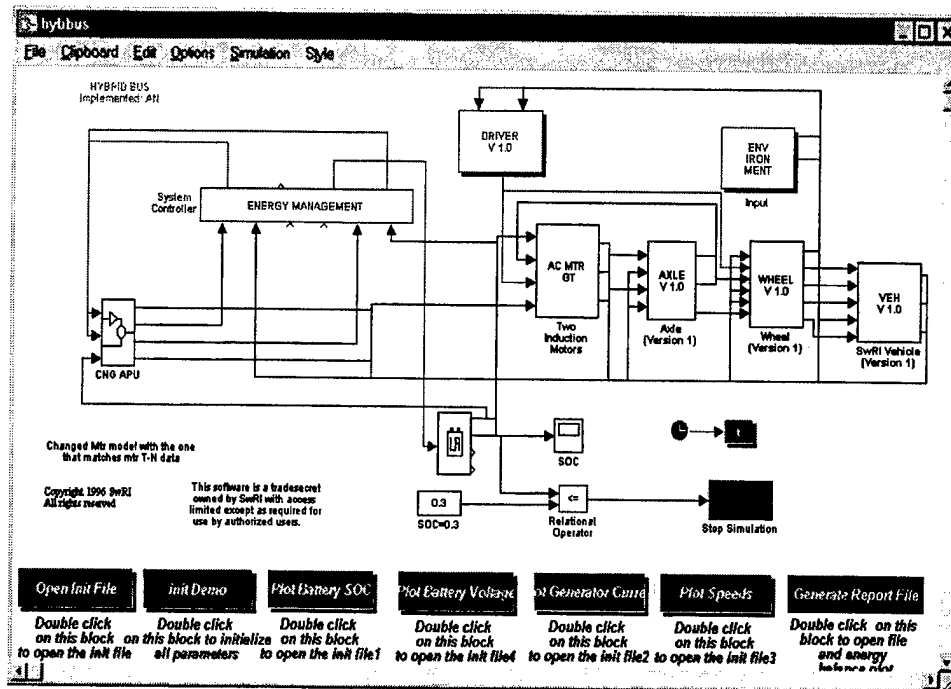 hybbus
File Clipboard Edit Options Simulation Style
HYBRID BUS
Implemented:
DRIVER
V 1.0
ENV
IRON
MENT
Input
System
Controller
ENERGY MANAGEMENT
AC MTR
GT
Two
Induction
Motors
AXLE
V 1.0
Axle
(Version 1)
WHEEL
V 1.0
Wheel
(Version 1)
VEH
V 1.0
SwRI Vehicle
(Version 1)
CNG APU
Changed Mtr model with the one
that matches mtr T-N data
Copyright 1996 SwRI
All rights reserved
This software is a tradesecret
owned by SwRI with access
limited except as required for
use by authorized users.
SOC
t
0.3
SOC=0.3
<=
Relational
Operator
Stop Simulation
Open Init File
Double click
on this block
to open the init file
init Demo
Double click
on this block to initialize
all parameters
Plot Battery SOC
Double click
on this block
to open the init file1
Plot Battery Voltage
Double click
on this block
to open the init file4
ot Generator Curre
Double click
on this block
to open the init file2
Plot Speeds
Double click
on this block
to open the init file3
Generate Report File
Double click on this
block to open file
and energy
balance plot